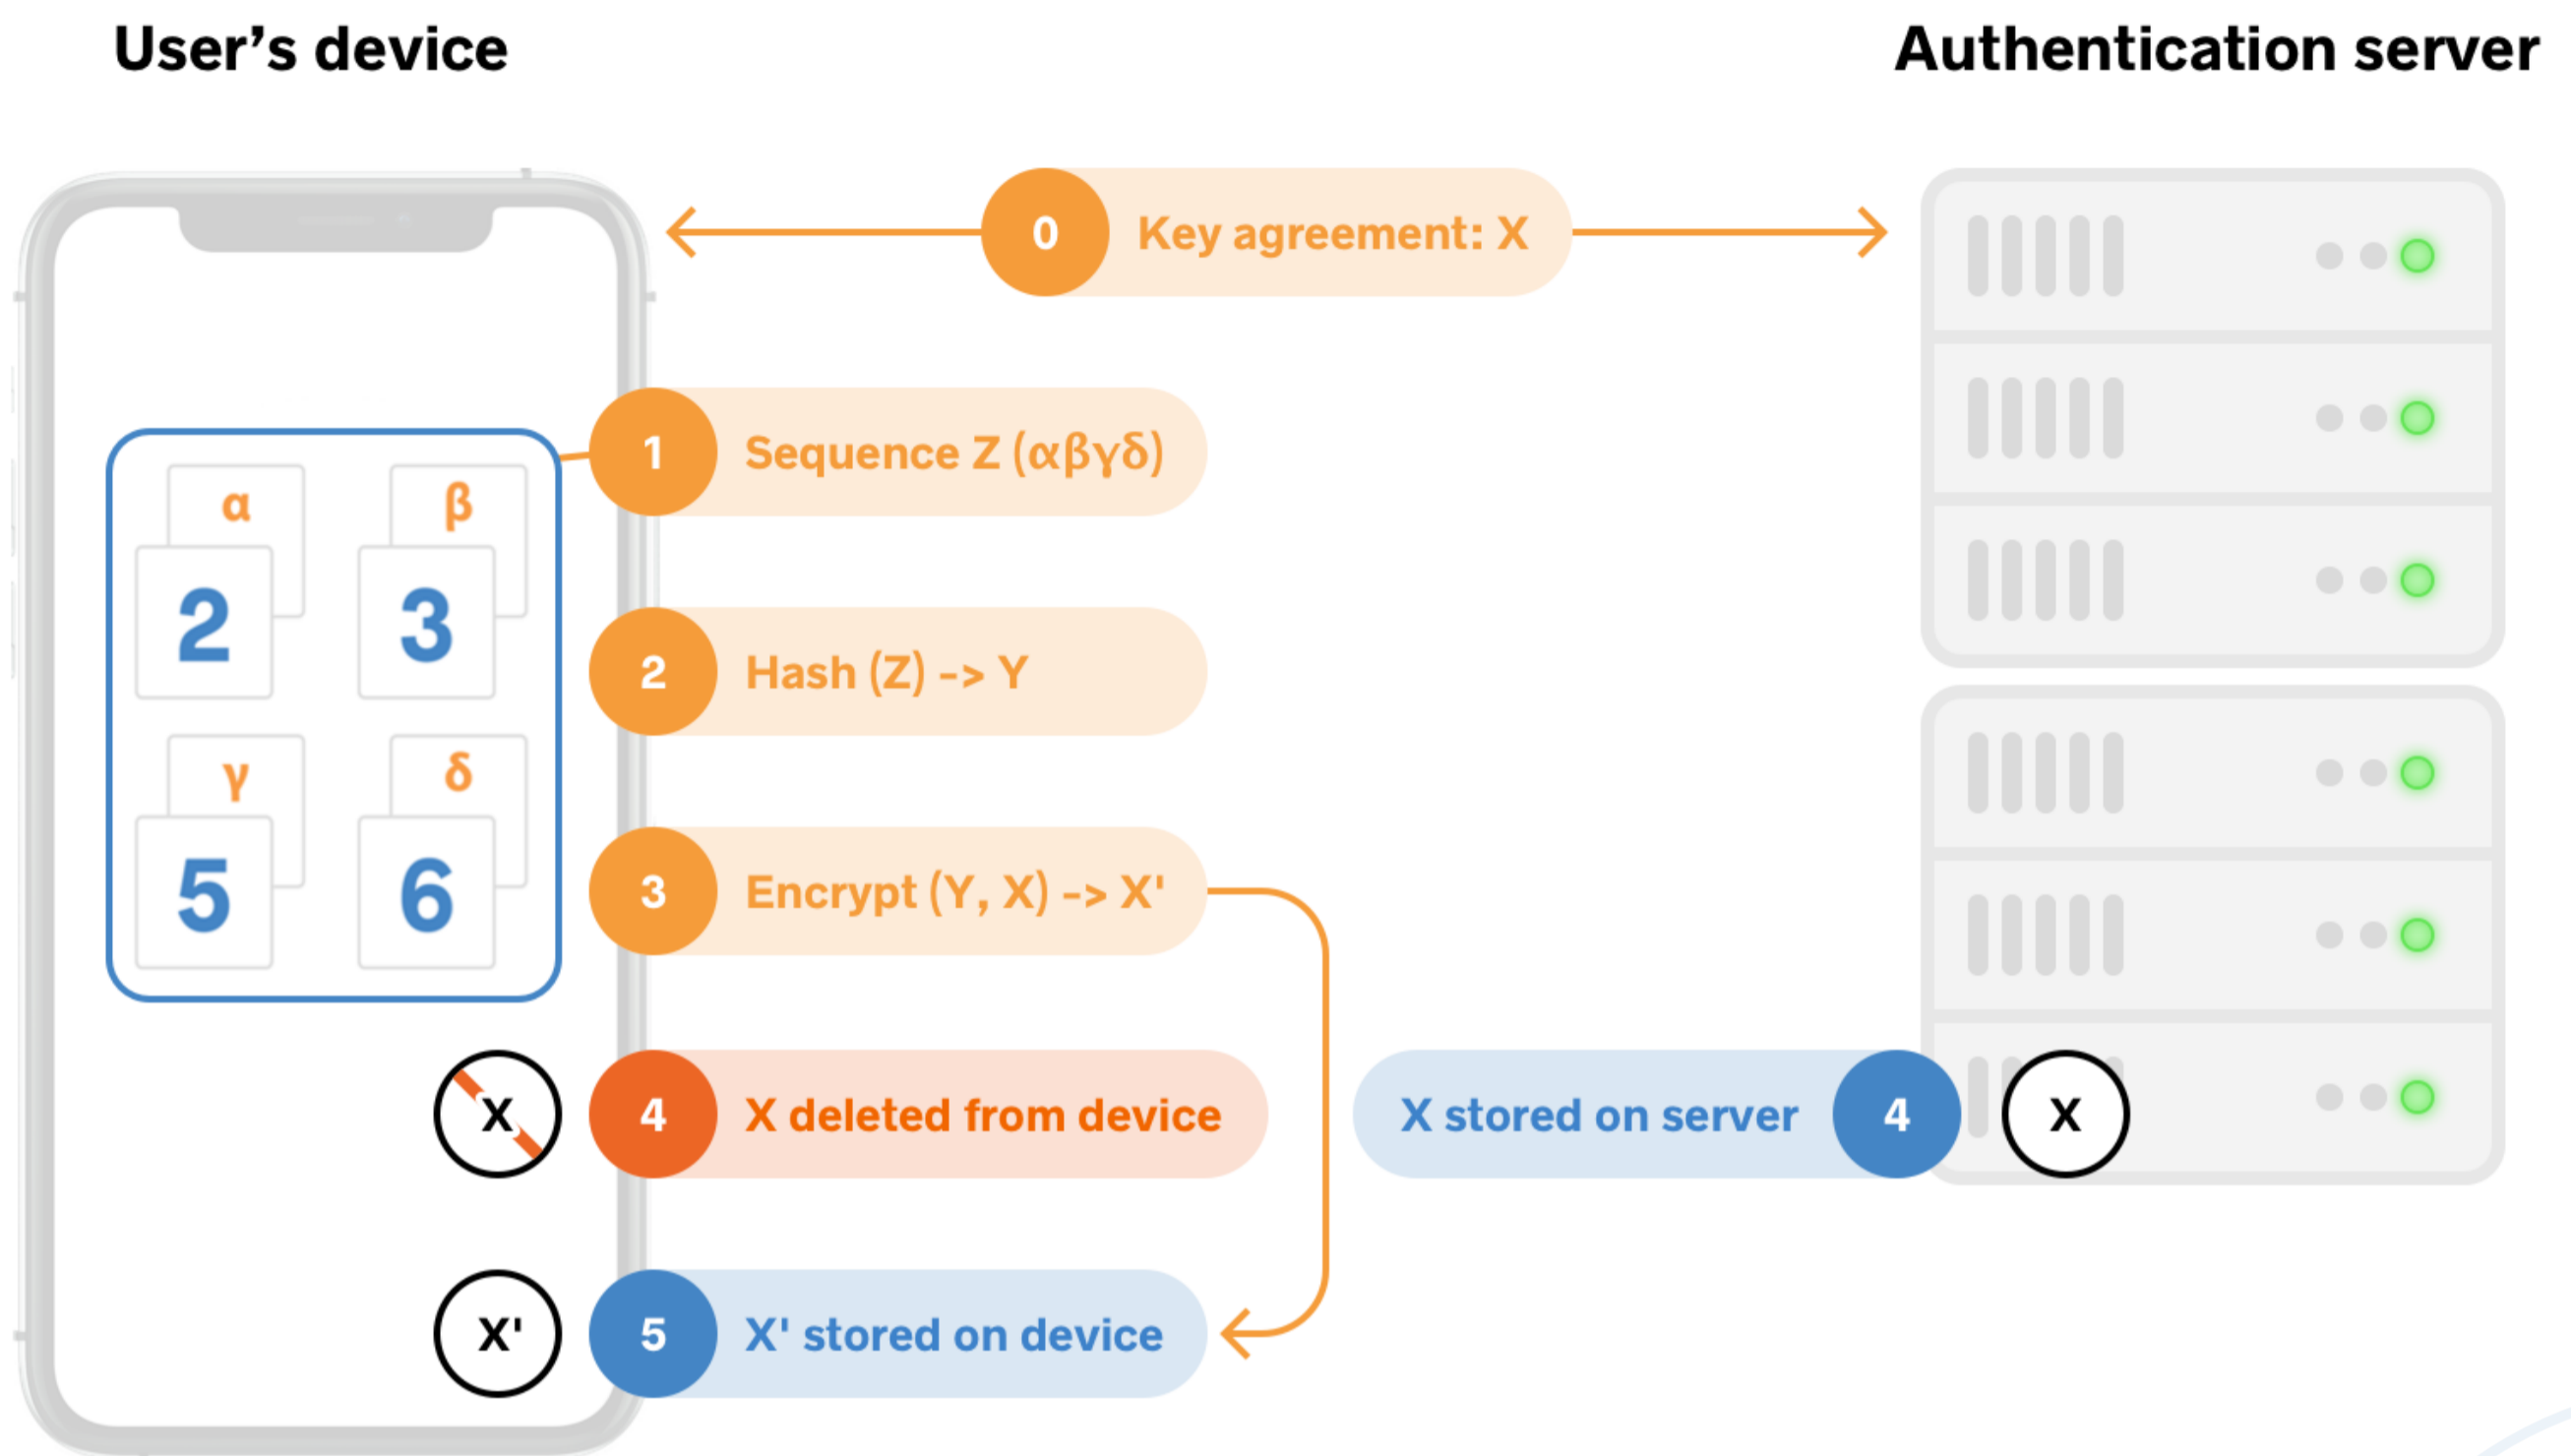 User’s device
Authentication server
0 Key agreement: X
1 Sequence Z (αβγδ)
α β
2 3
2 Hash (Z) -> Y
γ δ
5 6
3 Encrypt (Y, X) -> X'
X 4 X deleted from device
X stored on server 4 X
X' 5 X' stored on device